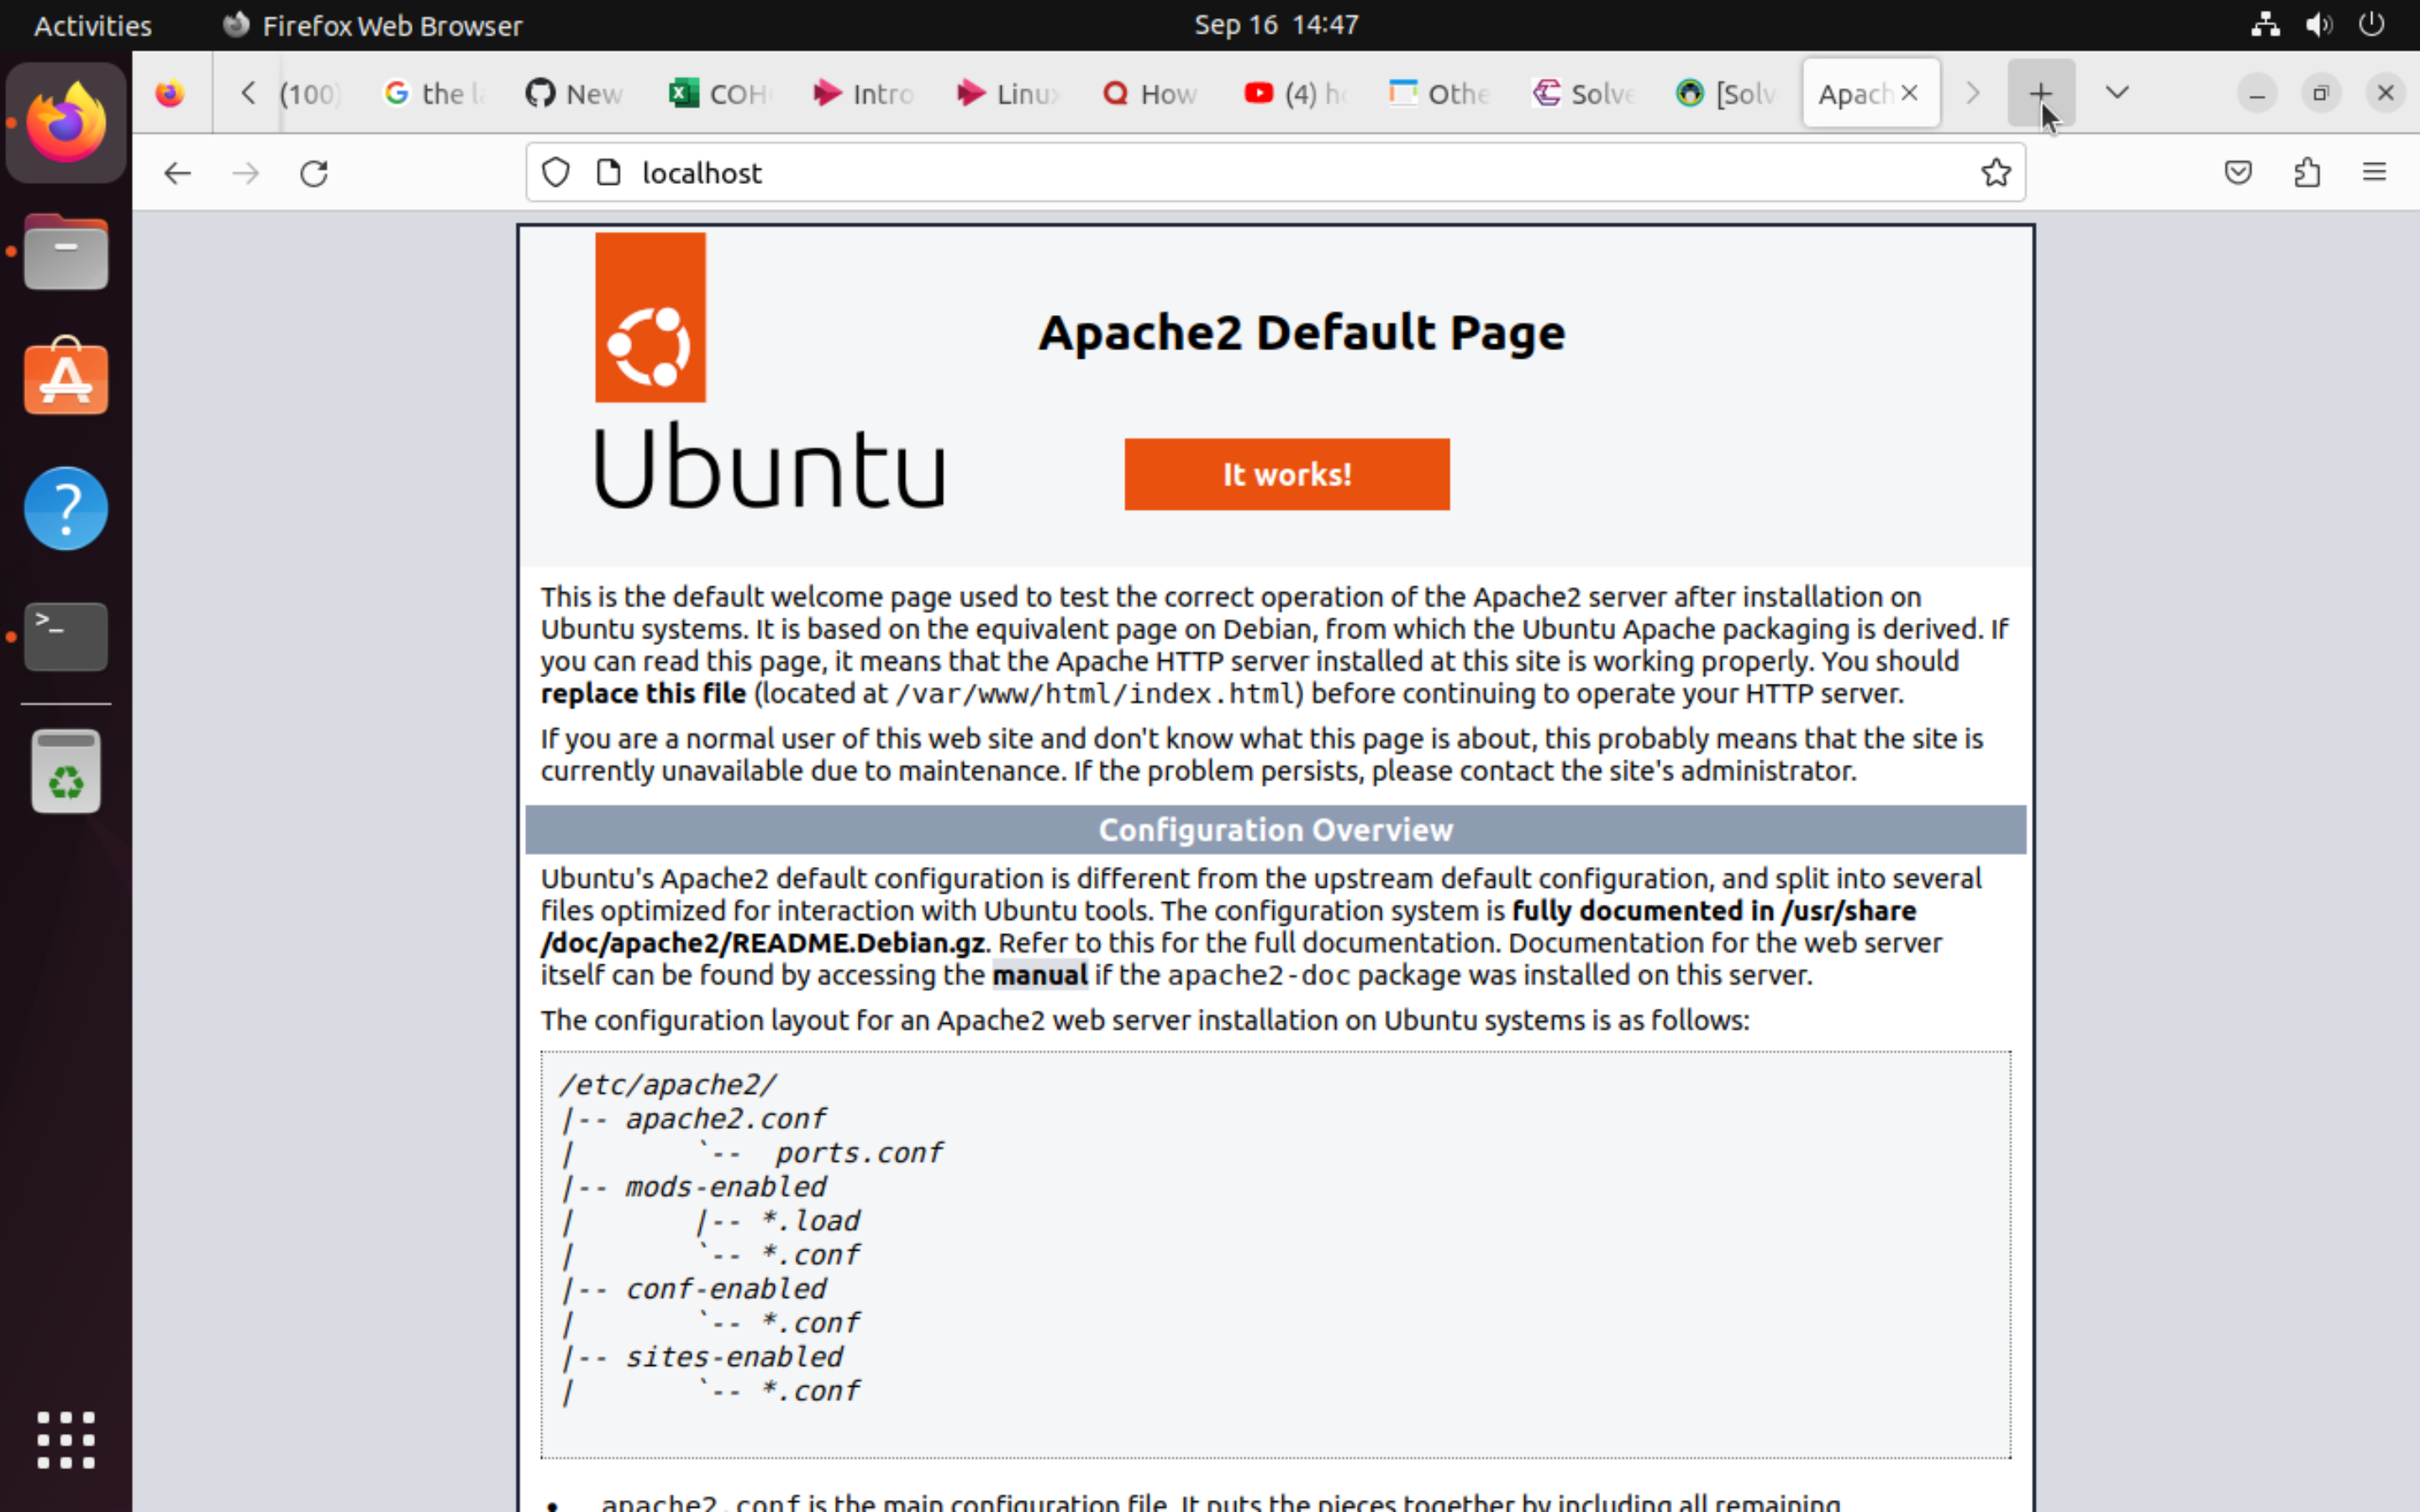 Activities
Firefox Web Browser
Sep 16 14:47
(100)
the l
New
COH
Intro
Linux
How
(4) h
Othe
Solve
[Solv
Apach
localhost
Ubuntu
Apache2 Default Page
It works!
This is the default welcome page used to test the correct operation of the Apache2 server after installation on
Ubuntu systems. It is based on the equivalent page on Debian, from which the Ubuntu Apache packaging is derived. If
you can read this page, it means that the Apache HTTP server installed at this site is working properly. You should
replace this file (located at /var/www/html/index.html) before continuing to operate your HTTP server.
If you are a normal user of this web site and don't know what this page is about, this probably means that the site is
currently unavailable due to maintenance. If the problem persists, please contact the site's administrator.
Configuration Overview
Ubuntu's Apache2 default configuration is different from the upstream default configuration, and split into several
files optimized for interaction with Ubuntu tools. The configuration system is fully documented in /usr/share
/doc/apache2/README.Debian.gz. Refer to this for the full documentation. Documentation for the web server
itself can be found by accessing the manual if the apache2-doc package was installed on this server.
The configuration layout for an Apache2 web server installation on Ubuntu systems is as follows:
/etc/apache2/
|-- apache2.conf
|       `--  ports.conf
|-- mods-enabled
|       |-- *.load
|       `-- *.conf
|-- conf-enabled
|       `-- *.conf
|-- sites-enabled
|       `-- *.conf
• apache2.conf is the main configuration file. It puts the pieces together by including all remaining